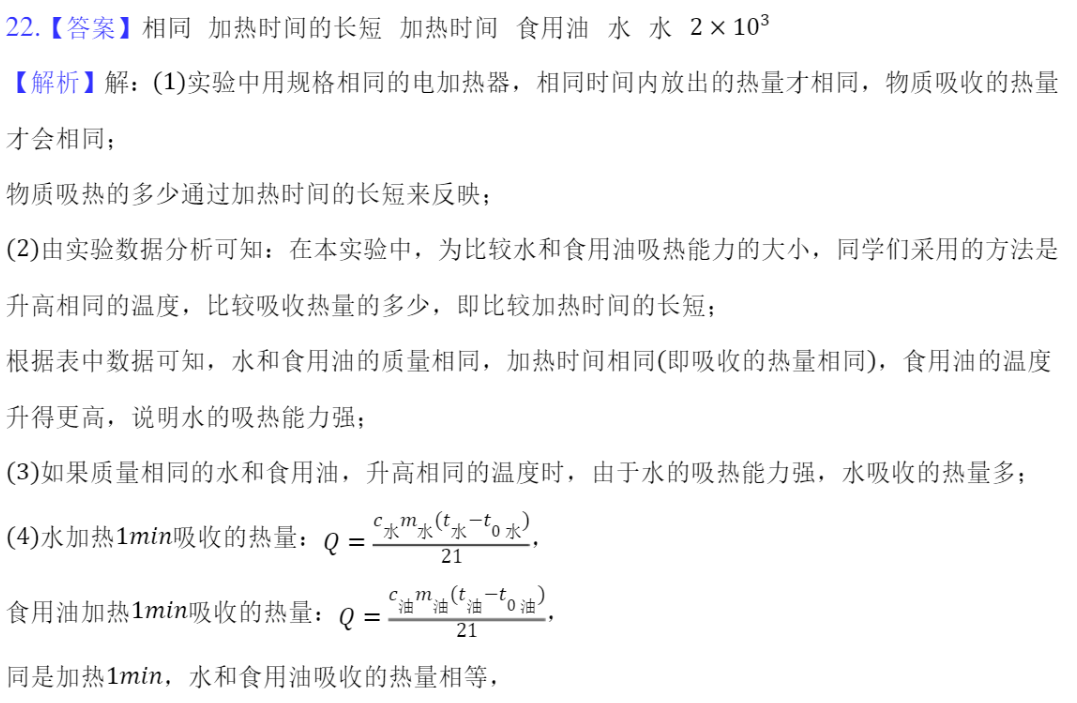 22.【答案】相同 加热时间的长短 加热时间 食用油 水 水 2 × 10³
【解析】解：(1)实验中用规格相同的电加热器，相同时间内放出的热量才相同，物质吸收的热量
才会相同；
物质吸热的多少通过加热时间的长短来反映；
(2)由实验数据分析可知：在本实验中，为比较水和食用油吸热能力的大小，同学们采用的方法是
升高相同的温度，比较吸收热量的多少，即比较加热时间的长短；
根据表中数据可知，水和食用油的质量相同，加热时间相同(即吸收的热量相同)，食用油的温度
升得更高，说明水的吸热能力强；
(3)如果质量相同的水和食用油，升高相同的温度时，由于水的吸热能力强，水吸收的热量多；
(4)水加热1min吸收的热量：Q = c水m水(t水−t0水)/21，
食用油加热1min吸收的热量：Q = c油m油(t油−t0油)/21，
同是加热1min，水和食用油吸收的热量相等，